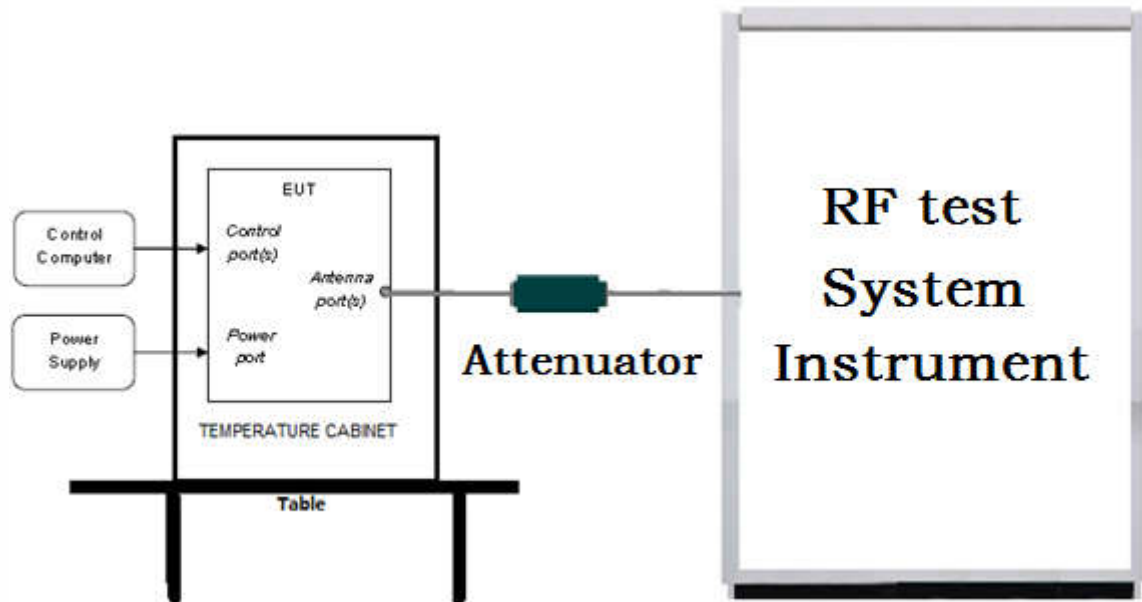 Control
Computer
Power
Supply
EUT
Control
port(s)
Antenna
port(s)
Power
port
TEMPERATURE CABINET
Table
Attenuator
RF test
System
Instrument